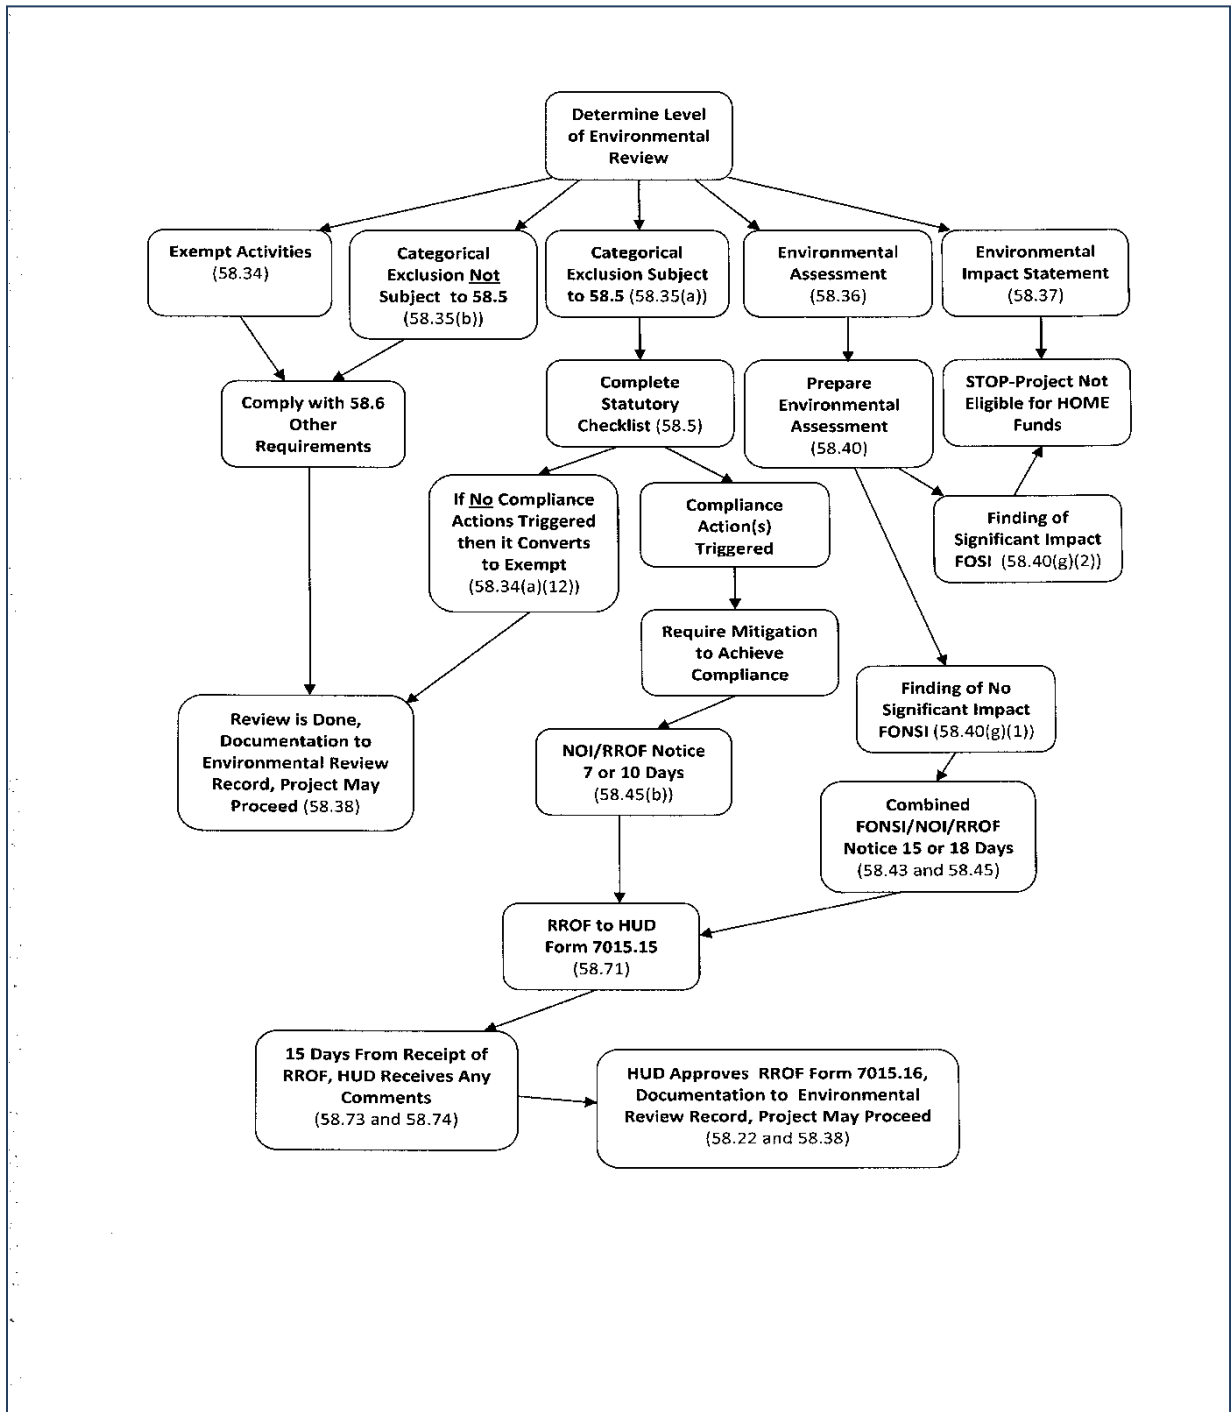 Determine Level
of Environmental
Review
Exempt Activities
(58.34)
Categorical
Exclusion Not
Subject to 58.5
(58.35(b))
Categorical
Exclusion Subject
to 58.5 (58.35(a))
Environmental
Assessment
(58.36)
Environmental
Impact Statement
(58.37)
Comply with 58.6
Other
Requirements
Complete
Statutory
Checklist (58.5)
Prepare
Environmental
Assessment
(58.40)
STOP-Project Not
Eligible for HOME
Funds
If No Compliance
Actions Triggered
then it Converts
to Exempt
(58.34(a)(12))
Compliance
Action(s)
Triggered
Finding of
Significant Impact
FOSI (58.40(g)(2))
Require Mitigation
to Achieve
Compliance
Finding of No
Significant Impact
FONSI (58.40(g)(1))
Review is Done,
Documentation to
Environmental Review
Record, Project May
Proceed (58.38)
NOI/RROF Notice
7 or 10 Days
(58.45(b))
Combined
FONSI/NOI/RROF
Notice 15 or 18 Days
(58.43 and 58.45)
RROF to HUD
Form 7015.15
(58.71)
15 Days From Receipt of
RROF, HUD Receives Any
Comments
(58.73 and 58.74)
HUD Approves RROF Form 7015.16,
Documentation to Environmental
Review Record, Project May Proceed
(58.22 and 58.38)